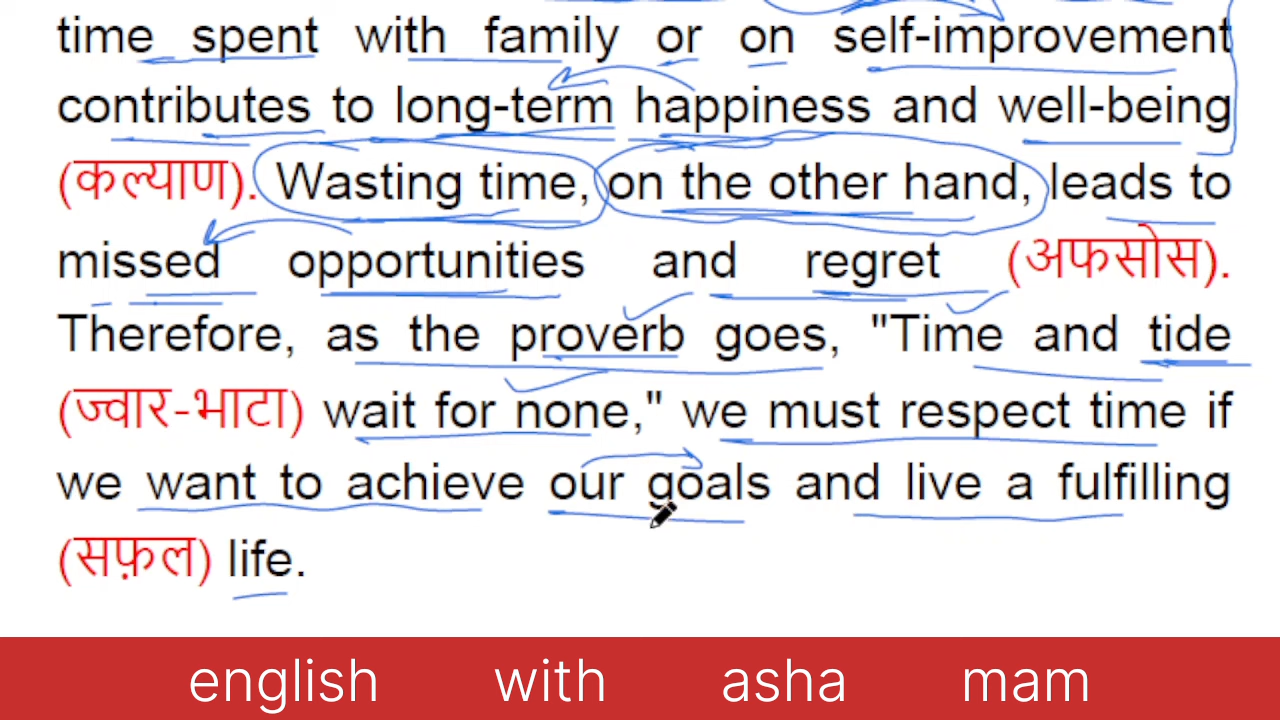 time spent with family or on self-improvement
contributes to long-term happiness and well-being
(कल्याण). Wasting time, on the other hand, leads to
missed opportunities and regret (अफसोस).
Therefore, as the proverb goes, "Time and tide
(ज्वार-भाटा) wait for none," we must respect time if
we want to achieve our goals and live a fulfilling
(सफ़ल) life.
english with asha mam